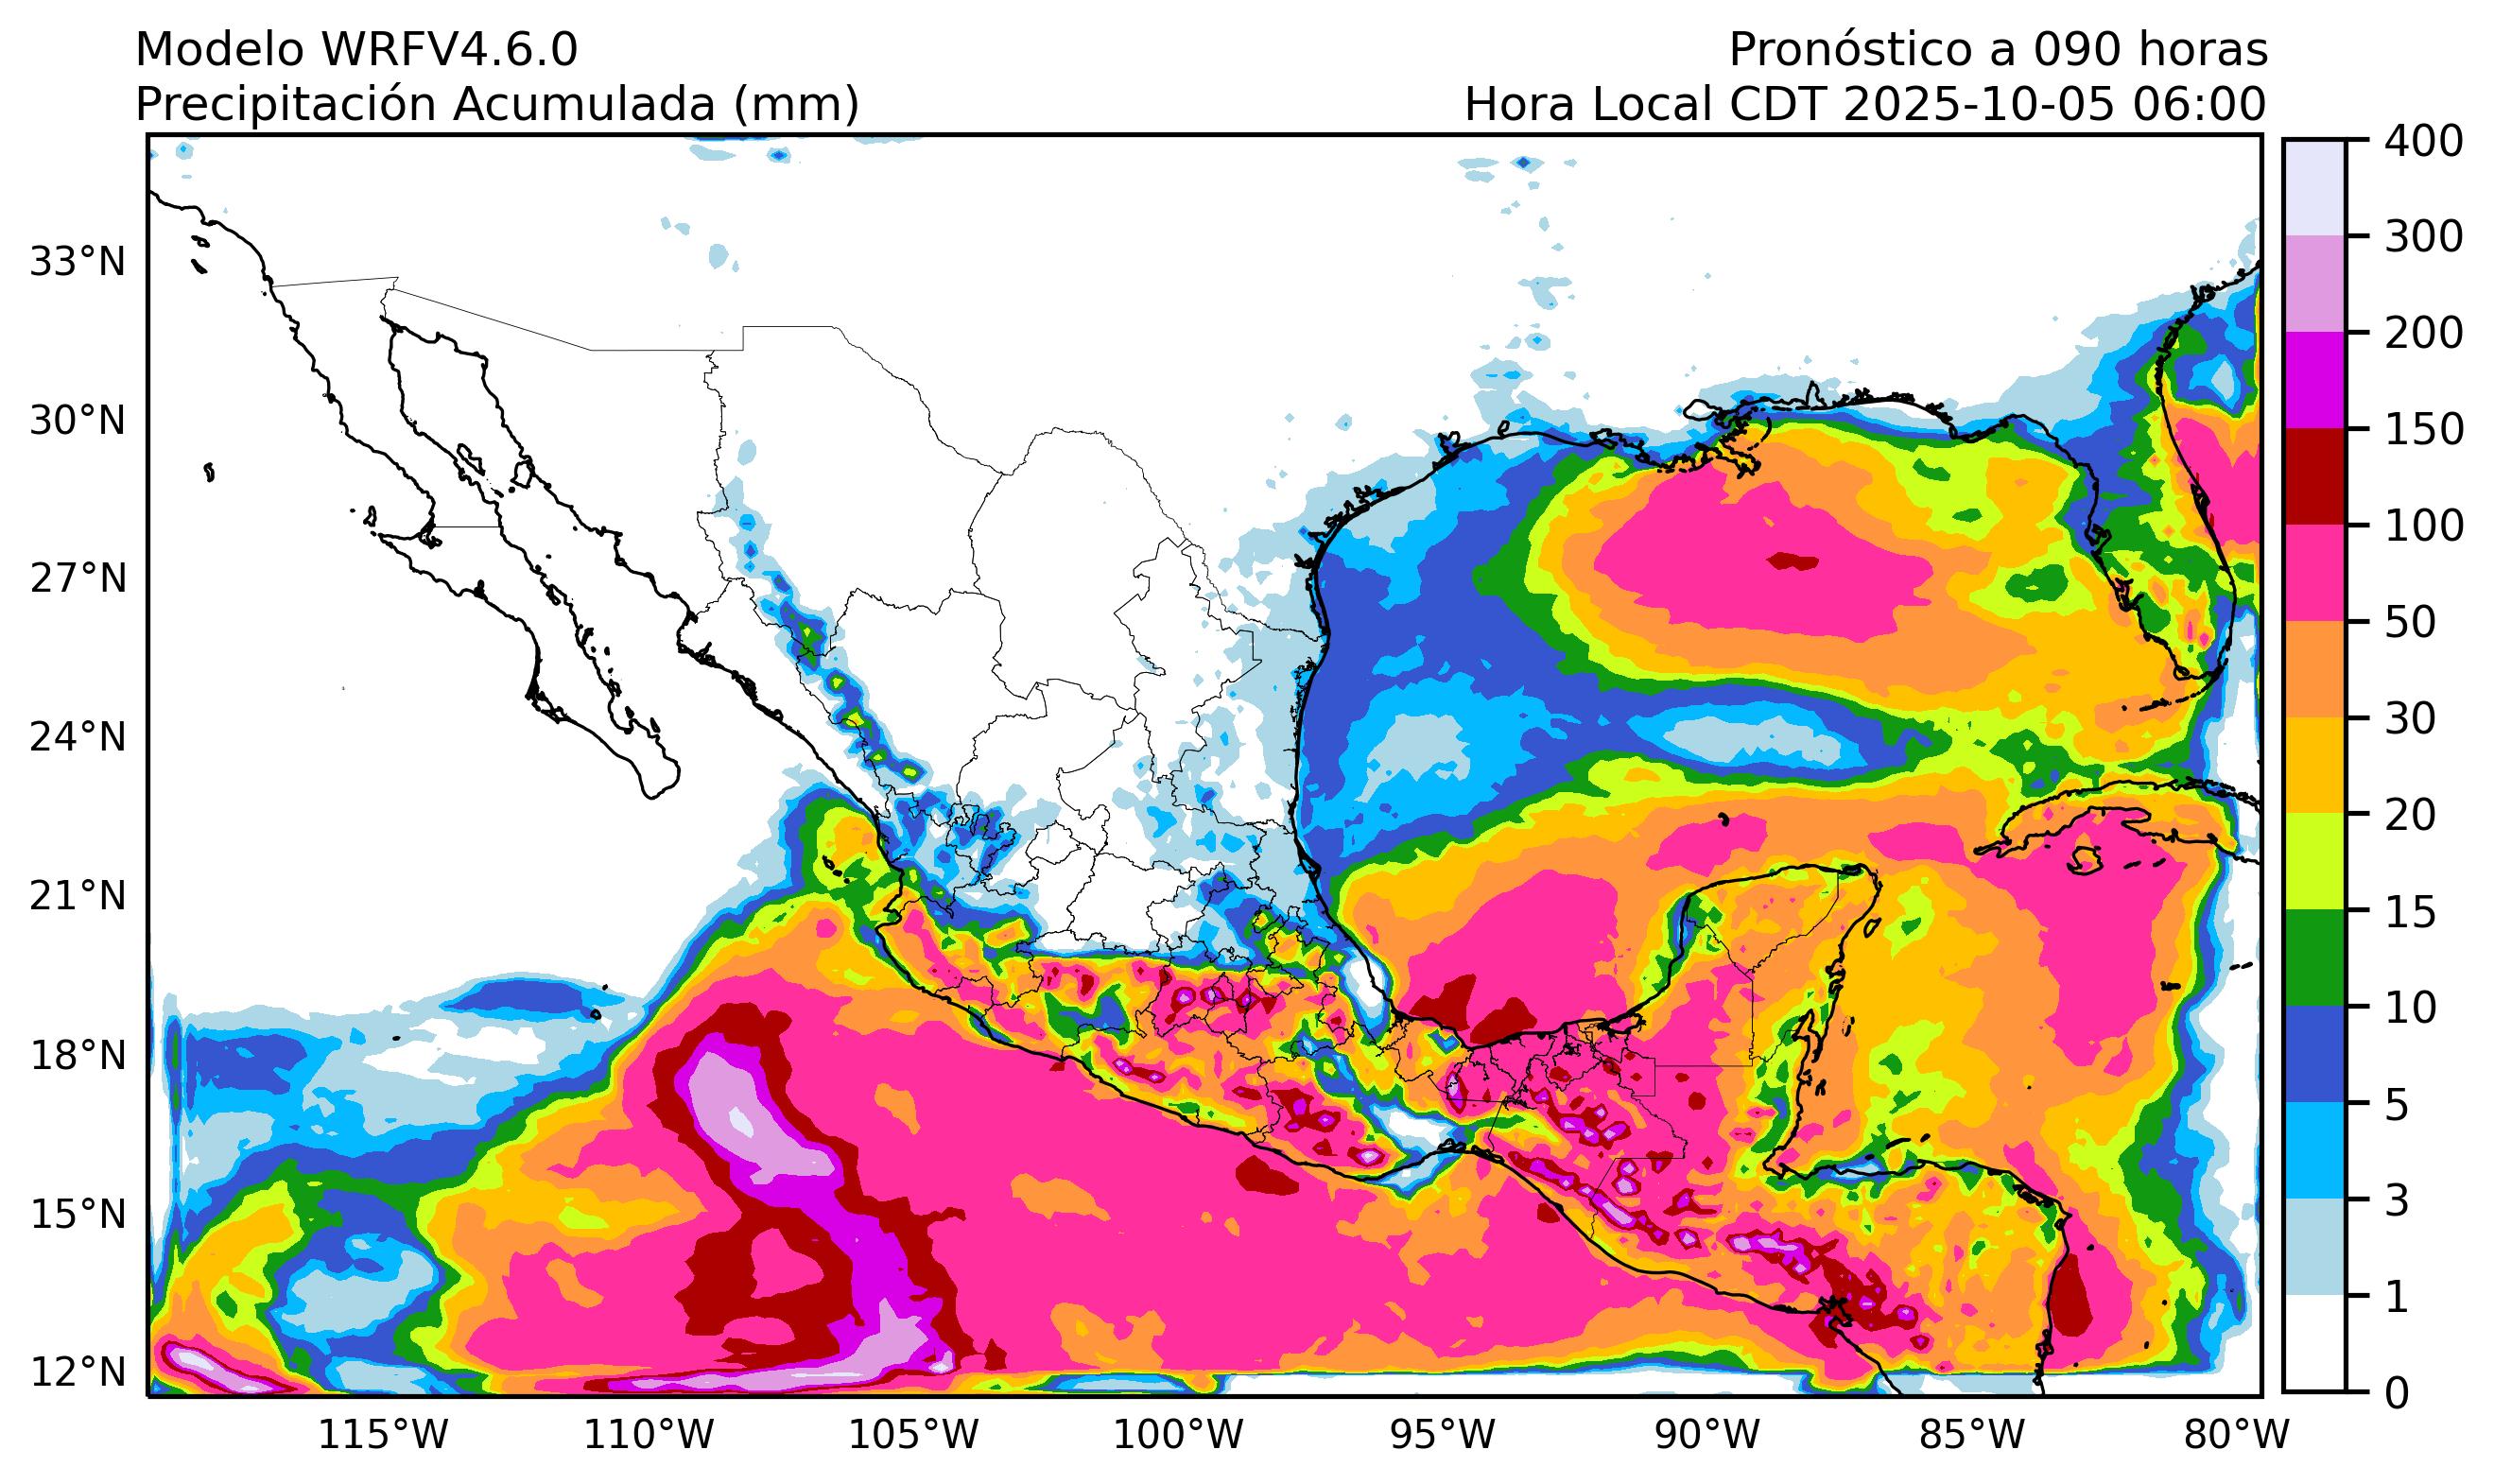 Modelo WRFV4.6.0
Pronóstico a 090 horas
Precipitación Acumulada (mm)
Hora Local CDT 2025-10-05 06:00
33°N
30°N
27°N
24°N
21°N
18°N
15°N
12°N
115°W
110°W
105°W
100°W
95°W
90°W
85°W
80°W
400
300
200
150
100
50
30
20
15
10
5
3
1
0